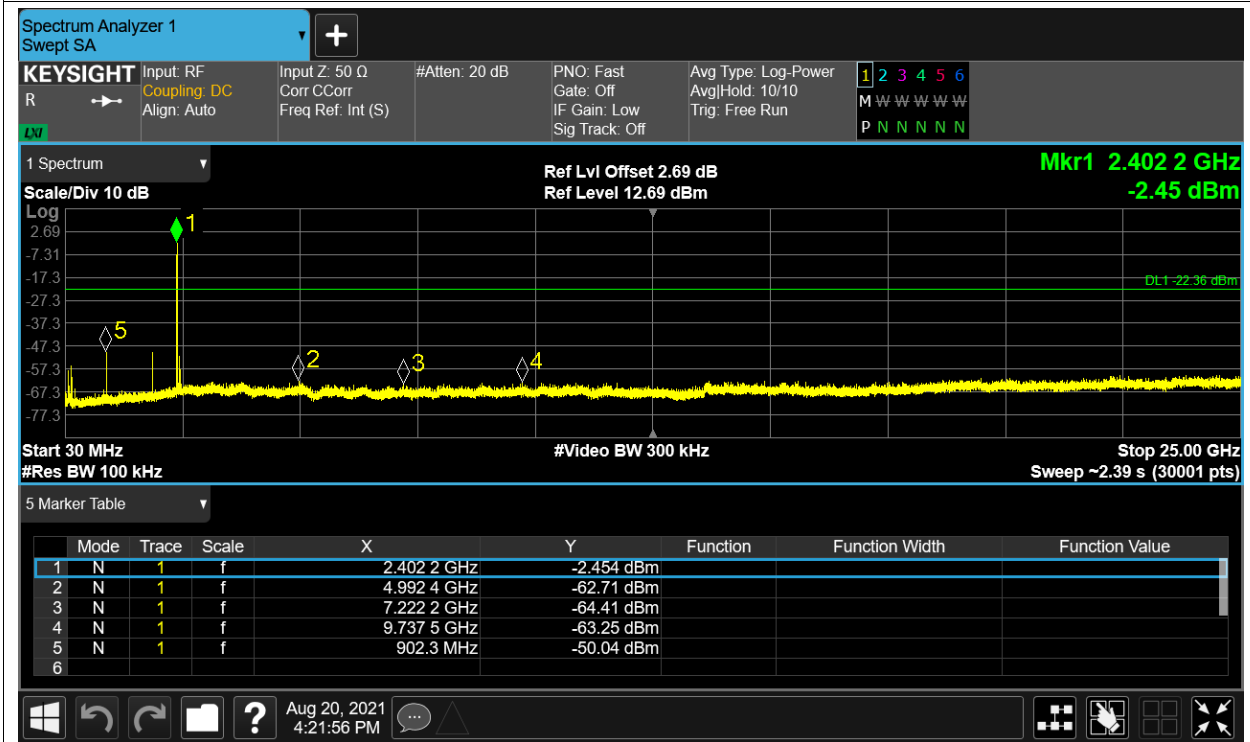 Spectrum Analyzer 1
Swept SA
KEYSIGHT Input: RF Input Z: 50 Ω #Atten: 20 dB PNO: Fast Avg Type: Log-Power 1 2 3 4 5 6
R Coupling: DC Corr CCorr Gate: Off Avg|Hold: 10/10 M W W W W W
Align: Auto Freq Ref: Int (S) IF Gain: Low Trig: Free Run
LXI Sig Track: Off P N N N N N
1 Spectrum Ref Lvl Offset 2.69 dB Mkr1 2.402 2 GHz
Scale/Div 10 dB Ref Level 12.69 dBm -2.45 dBm
Log
1
2.69
-7.31
-17.3
DL1 -22.36 dBm
-27.3
-37.3
5
-47.3
2 3 4
-57.3
-67.3
-77.3
Start 30 MHz #Video BW 300 kHz Stop 25.00 GHz
#Res BW 100 kHz Sweep ~2.39 s (30001 pts)
5 Marker Table
Mode Trace Scale X Y Function Function Width Function Value
1 N 1 f 2.402 2 GHz -2.454 dBm
2 N 1 f 4.992 4 GHz -62.71 dBm
3 N 1 f 7.222 2 GHz -64.41 dBm
4 N 1 f 9.737 5 GHz -63.25 dBm
5 N 1 f 902.3 MHz -50.04 dBm
6
? Aug 20, 2021
4:21:56 PM